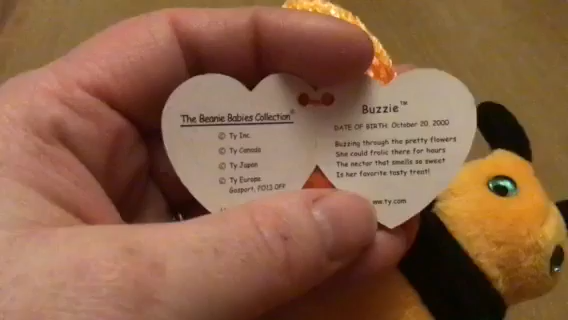 The Beanie Babies Collection®
© Ty Inc.
© Ty Canada
© Ty Japan
© Ty Europe
Gosport, PO13 0FF
Buzzie™
DATE OF BIRTH: October 20, 2000
Buzzing through the pretty flowers
She could frolic there for hours
The nectar that smells so sweet
Is her favorite tasty treat!
ww.ty.com